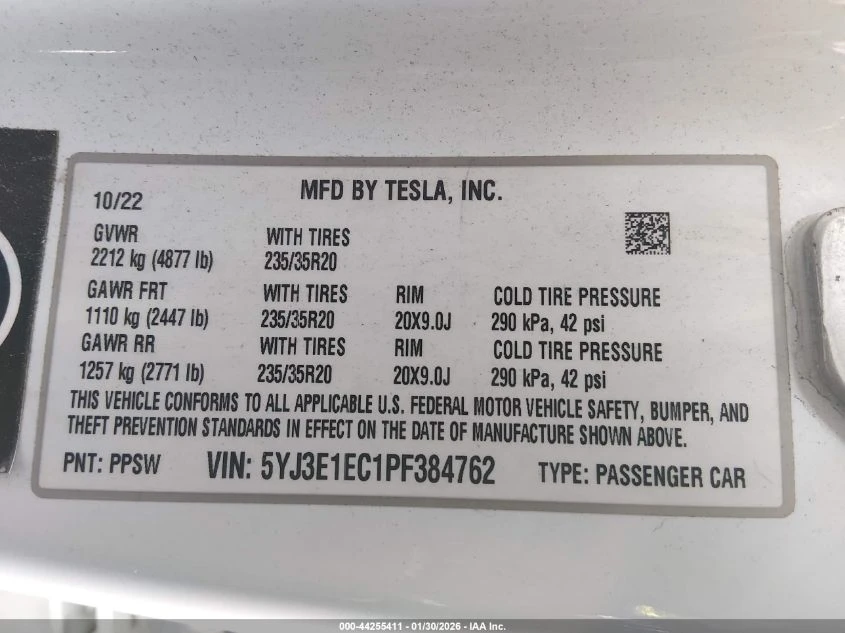 10/22 MFD BY TESLA, INC.
GVWR WITH TIRES
2212 kg (4877 lb) 235/35R20
GAWR FRT WITH TIRES RIM COLD TIRE PRESSURE
1110 kg (2447 lb) 235/35R20 20X9.0J 290 kPa, 42 psi
GAWR RR WITH TIRES RIM COLD TIRE PRESSURE
1257 kg (2771 lb) 235/35R20 20X9.0J 290 kPa, 42 psi
THIS VEHICLE CONFORMS TO ALL APPLICABLE U.S. FEDERAL MOTOR VEHICLE SAFETY, BUMPER, AND
THEFT PREVENTION STANDARDS IN EFFECT ON THE DATE OF MANUFACTURE SHOWN ABOVE.
PNT: PPSW VIN: 5YJ3E1EC1PF384762 TYPE: PASSENGER CAR
000-44255411 - 01/30/2026 - IAA Inc.